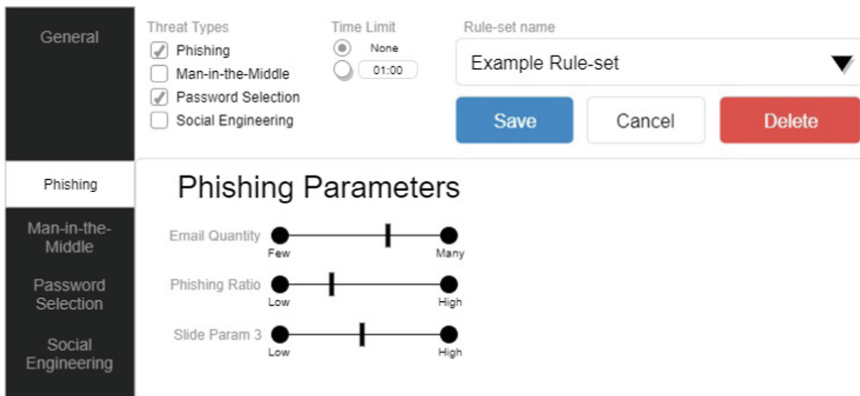 General
Threat Types
Phishing
Man-in-the-Middle
Password Selection
Social Engineering
Time Limit
None
01:00
Rule-set name
Example Rule-set
Save
Cancel
Delete
Phishing
Man-in-the-
Middle
Password
Selection
Social
Engineering
Phishing Parameters
Email Quantity
Few
Many
Phishing Ratio
Low
High
Slide Param 3
Low
High